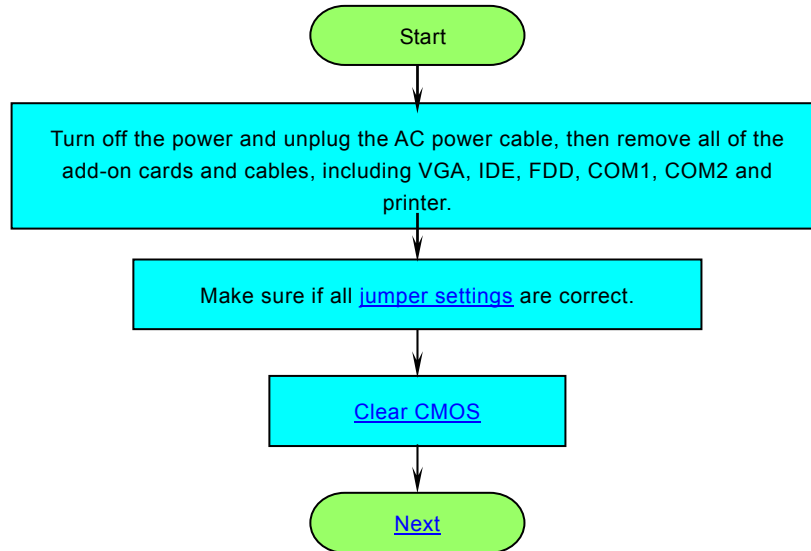 Start
Turn off the power and unplug the AC power cable, then remove all of the
add-on cards and cables, including VGA, IDE, FDD, COM1, COM2 and
printer.
Make sure if all jumper settings are correct.
Clear CMOS
Next